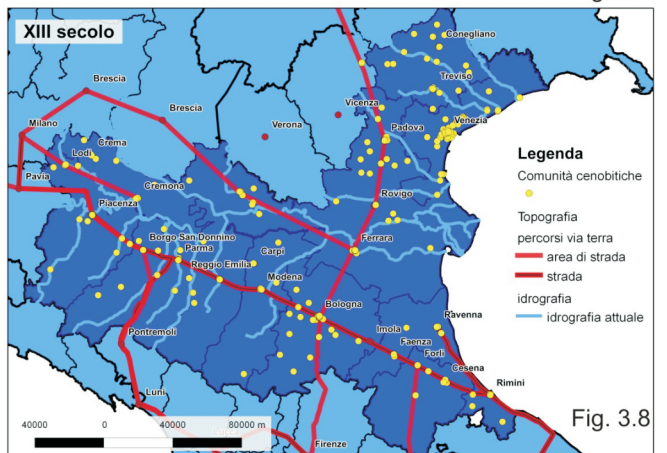 XIII secolo
Conegliano
Treviso
Brescia
Brescia
Vicenza
Venezia
Milano
Verona
Padova
Crema
Lodi
Pavia
Cremona
Rovigo
Piacenza
Borgo San Donnino
Parma
Carpi
Ferrara
Reggio Emilia
Modena
Bologna
Ravenna
Imola
Pontremoli
Faenza
Forlì
Cesena
Rimini
Luni
Firenze
Legenda
Comunità cenobitiche
Topografia
percorsi via terra
area di strada
strada
idrografia
idrografia attuale
40000 0 40000 80000 m
Fig. 3.8